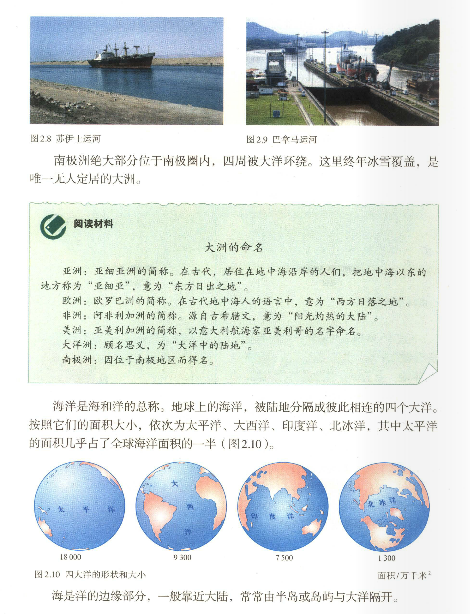 图2.8 苏伊士运河
图2.9 巴拿马运河
南极洲绝大部分位于南极圈内，四周被大洋环绕。这里终年冰雪覆盖，是
唯一无人定居的大洲。
阅读材料
大洲的命名
亚洲：亚细亚洲的简称。在古代，居住在地中海沿岸的人们，把地中海以东的
地方称为“亚细亚”，意为“东方日出之地”。
欧洲：欧罗巴洲的简称。在古代地中海人的语言中，意为“西方日落之地”。
非洲：阿非利加洲的简称。源自古希腊文，意为“阳光灼热的大陆”。
美洲：亚美利加洲的简称，以意大利航海家亚美利哥的名字命名。
大洋洲：顾名思义，为“大洋中的陆地”。
南极洲：因位于南极地区而得名。
海洋是海和洋的总称。地球上的海洋，被陆地分隔成彼此相连的四个大洋。
按照它们的面积大小，依次为太平洋、大西洋、印度洋、北冰洋，其中太平洋
的面积几乎占了全球海洋面积的一半（图2.10）。
太平洋
大西洋
印度洋
北冰洋
18 000
9 300
7 500
1 300
图2.10 四大洋的形状和大小
面积/万千米²
海是洋的边缘部分，一般靠近大陆，常常由半岛或岛屿与大洋隔开。